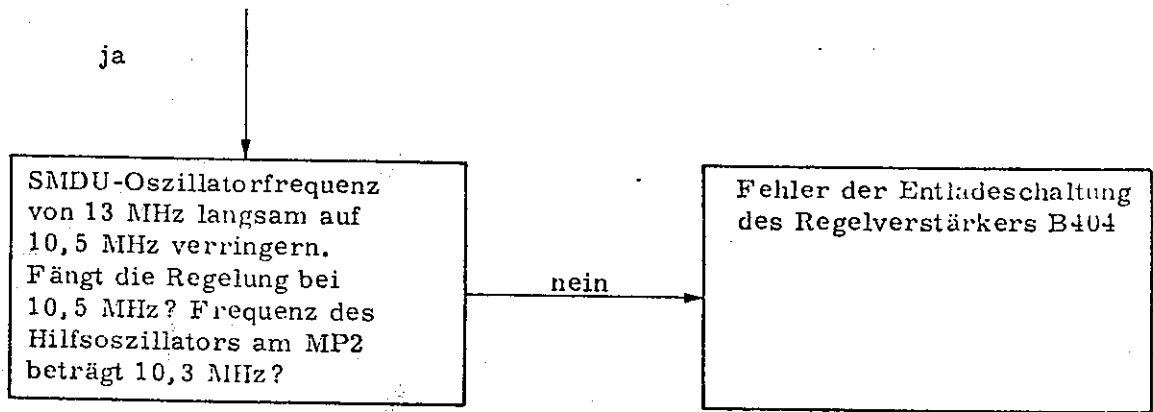 ja
SMDU-Oszillatorfrequenz
von 13 MHz langsam auf
10,5 MHz verringern.
Fängt die Regelung bei
10,5 MHz? Frequenz des
Hilfsoszillators am MP2
beträgt 10,3 MHz?
nein
Fehler der Entladeschaltung
des Regelverstärkers B404